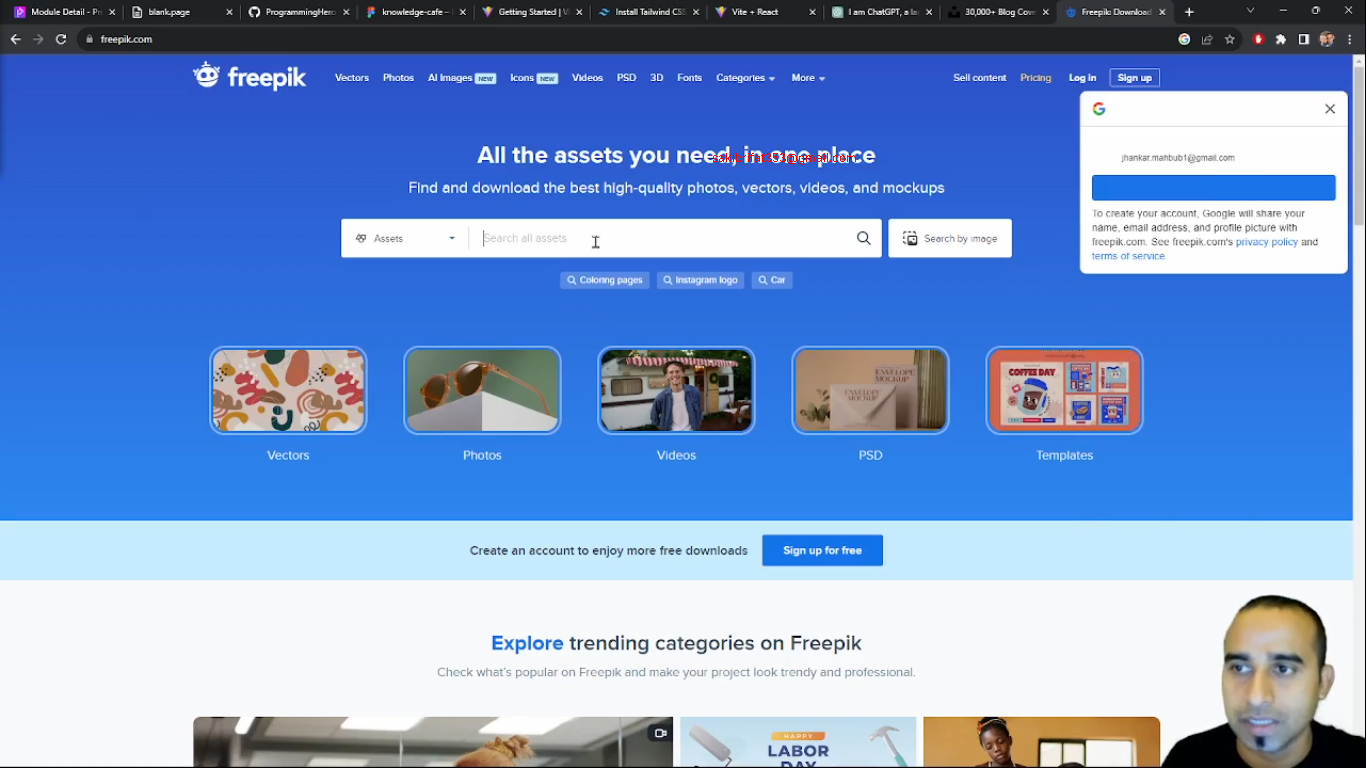 Module Detail - Pr
blank.page
ProgrammingHero
knowledge-cafe –
Getting Started | V
Install Tailwind CSS
Vite + React
I am ChatGPT, a la
30,000+ Blog Cove
Freepik: Download
freepik.com
freepik
Vectors
Photos
AI Images NEW
Icons NEW
Videos
PSD
3D
Fonts
Categories
More
Sell content
Pricing
Log in
Sign up
jhankar.mahbub1@gmail.com
To create your account, Google will share your
name, email address, and profile picture with
freepik.com. See freepik.com's privacy policy and
terms of service
All the assets you need, in one place
Find and download the best high-quality photos, vectors, videos, and mockups
Assets
Search all assets
Search by image
Coloring pages
Instagram logo
Car
ENVELOPE
MOCKUP
ENVELOPE
MOCKUP
COFFEE DAY
Vectors
Photos
Videos
PSD
Templates
Create an account to enjoy more free downloads
Sign up for free
Explore trending categories on Freepik
Check what's popular on Freepik and make your project look trendy and professional.
HAPPY
LABOR
DAY